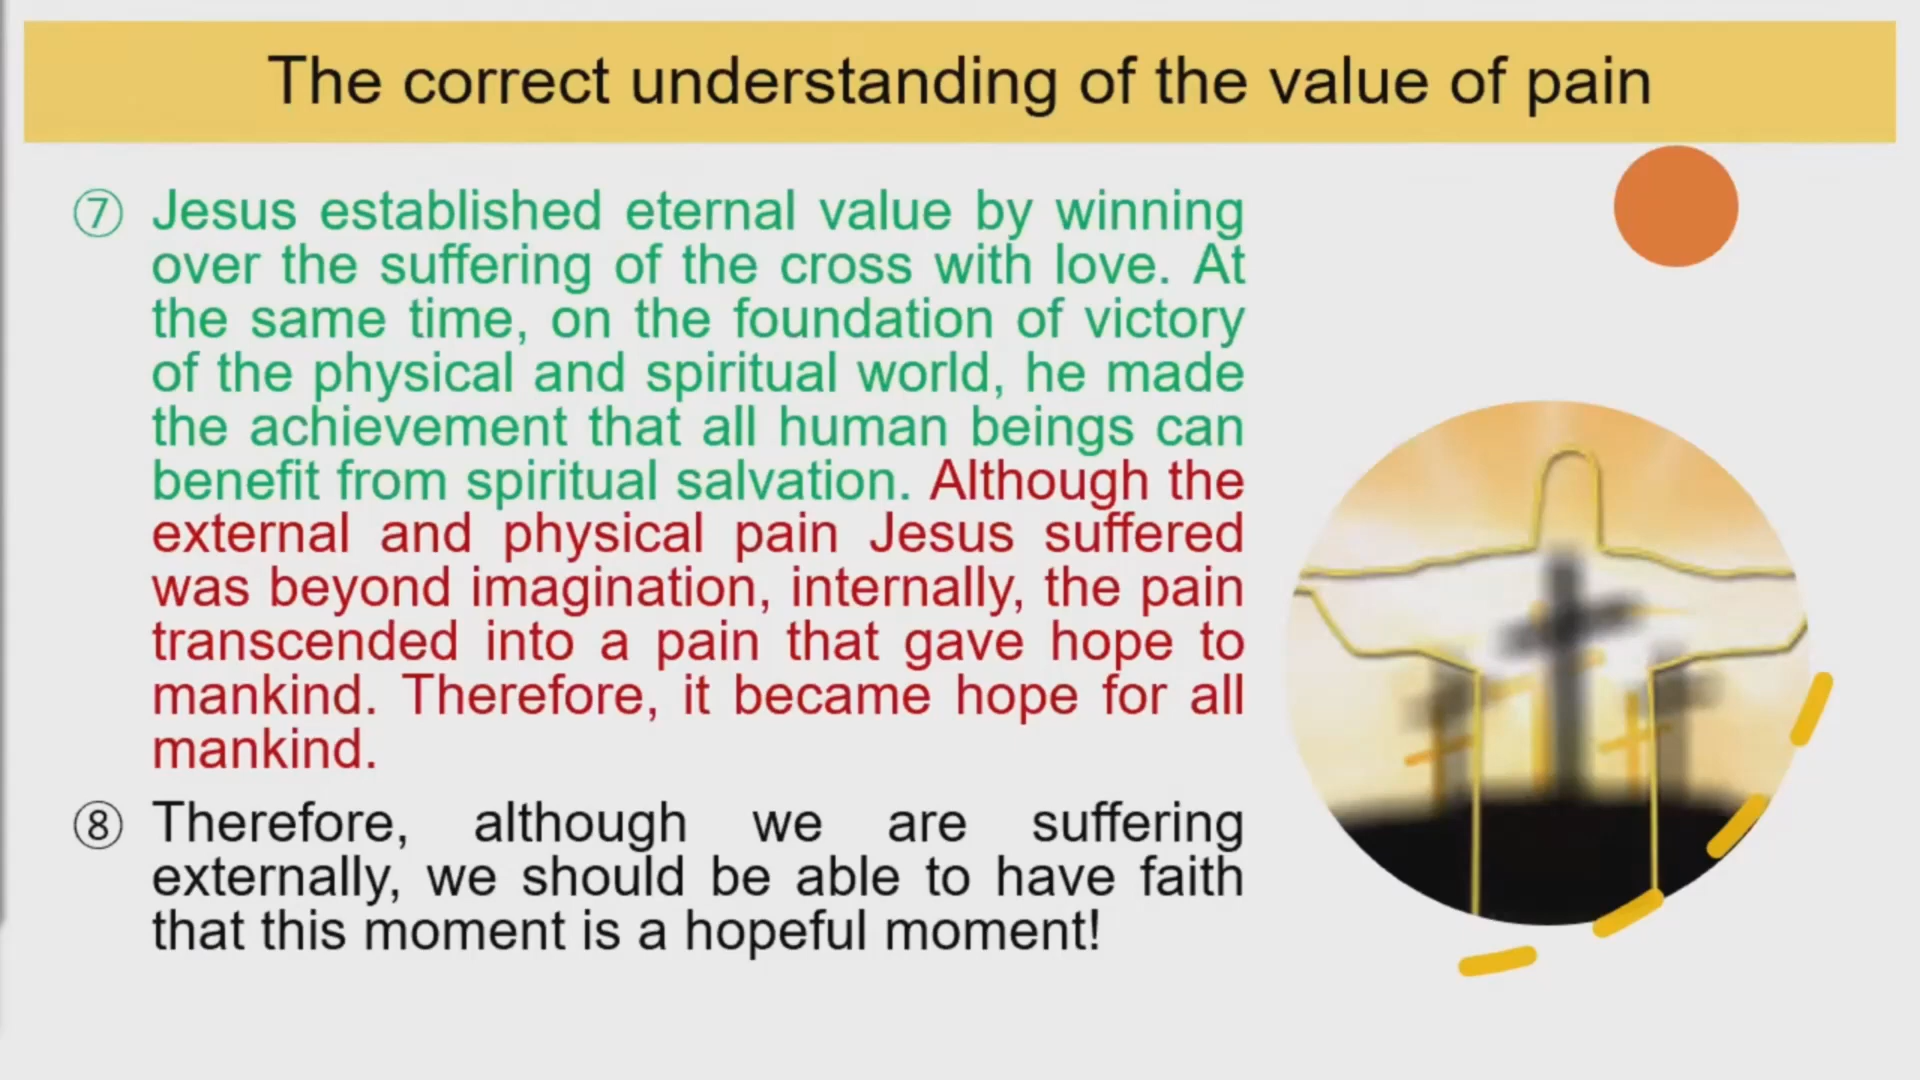 The correct understanding of the value of pain
⑦ Jesus established eternal value by winning
over the suffering of the cross with love. At
the same time, on the foundation of victory
of the physical and spiritual world, he made
the achievement that all human beings can
benefit from spiritual salvation. Although the
external and physical pain Jesus suffered
was beyond imagination, internally, the pain
transcended into a pain that gave hope to
mankind. Therefore, it became hope for all
mankind.
⑧ Therefore, although we are suffering
externally, we should be able to have faith
that this moment is a hopeful moment!